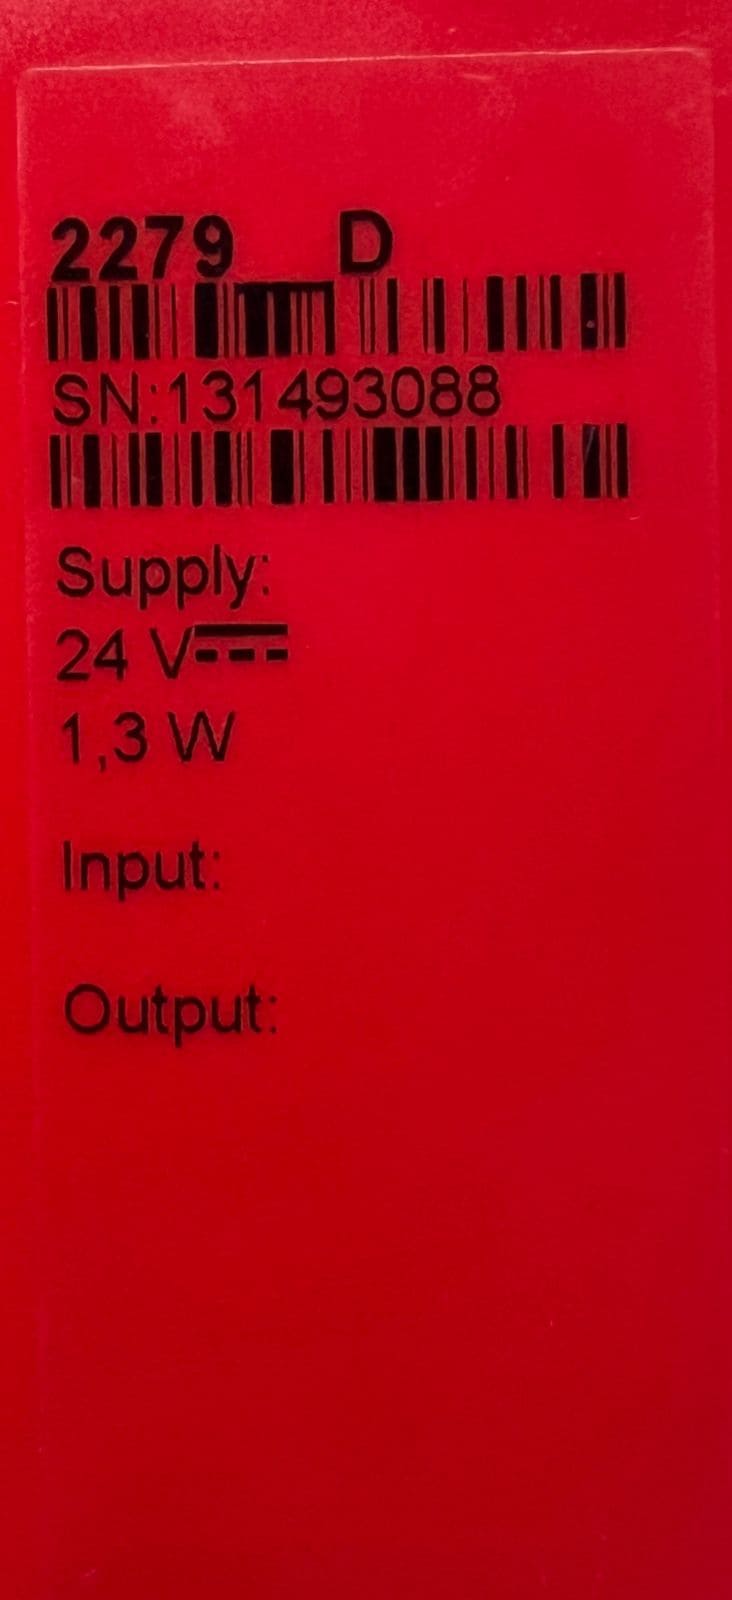 2279 D
SN:131493088
Supply:
24 V⎓
1,3 W
Input:
Output: